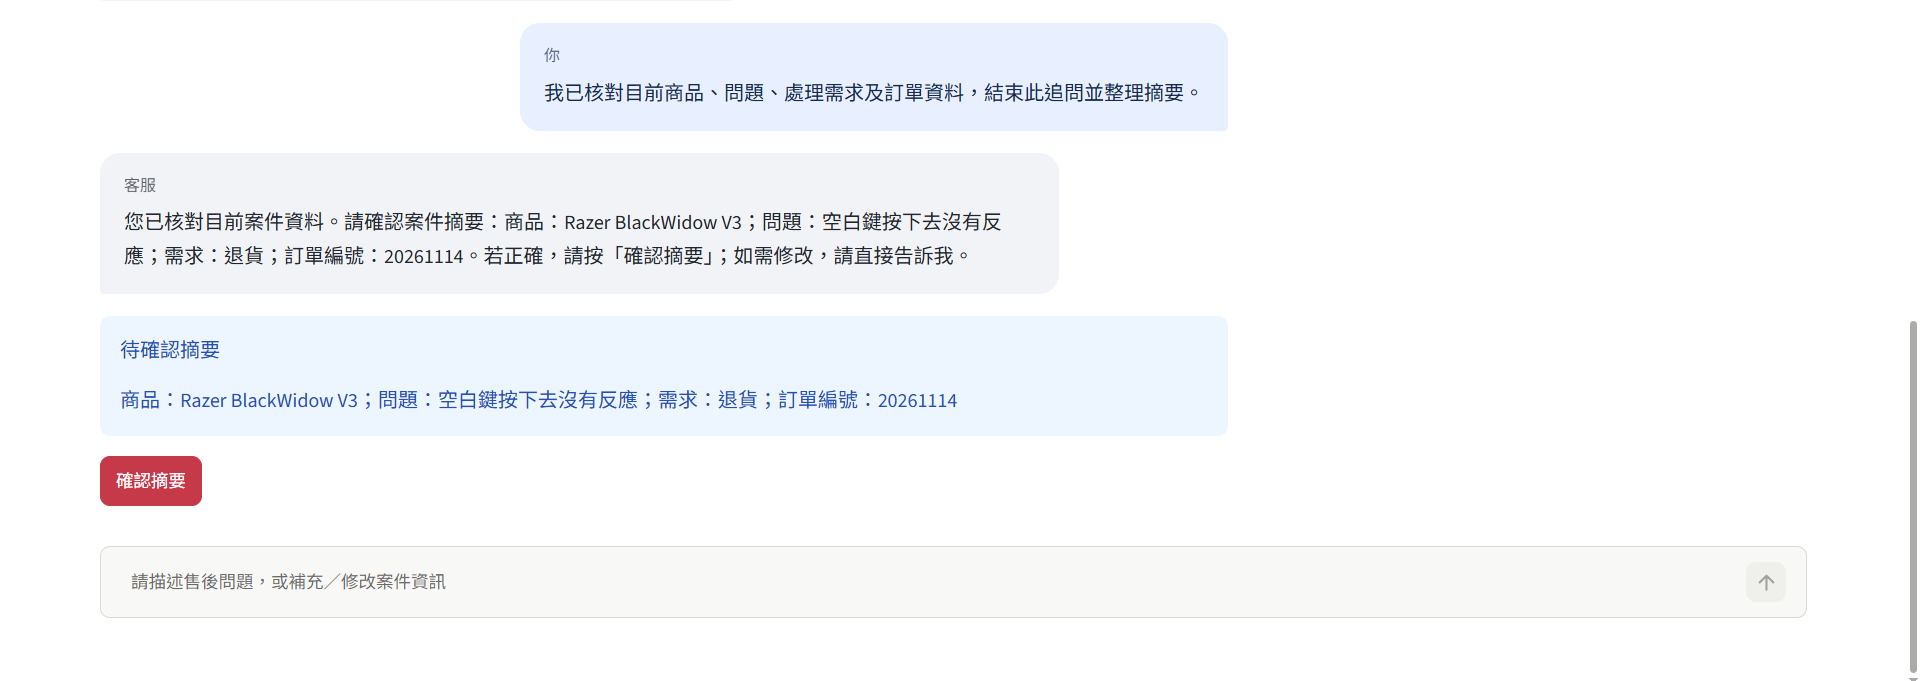 你
我已核對目前商品、問題、處理需求及訂單資料，結束此追問並整理摘要。
客服
您已核對目前案件資料。請確認案件摘要：商品：Razer BlackWidow V3；問題：空白鍵按下去沒有反
應；需求：退貨；訂單編號：20261114。若正確，請按「確認摘要」；如需修改，請直接告訴我。
待確認摘要
商品：Razer BlackWidow V3；問題：空白鍵按下去沒有反應；需求：退貨；訂單編號：20261114
確認摘要
請描述售後問題，或補充／修改案件資訊